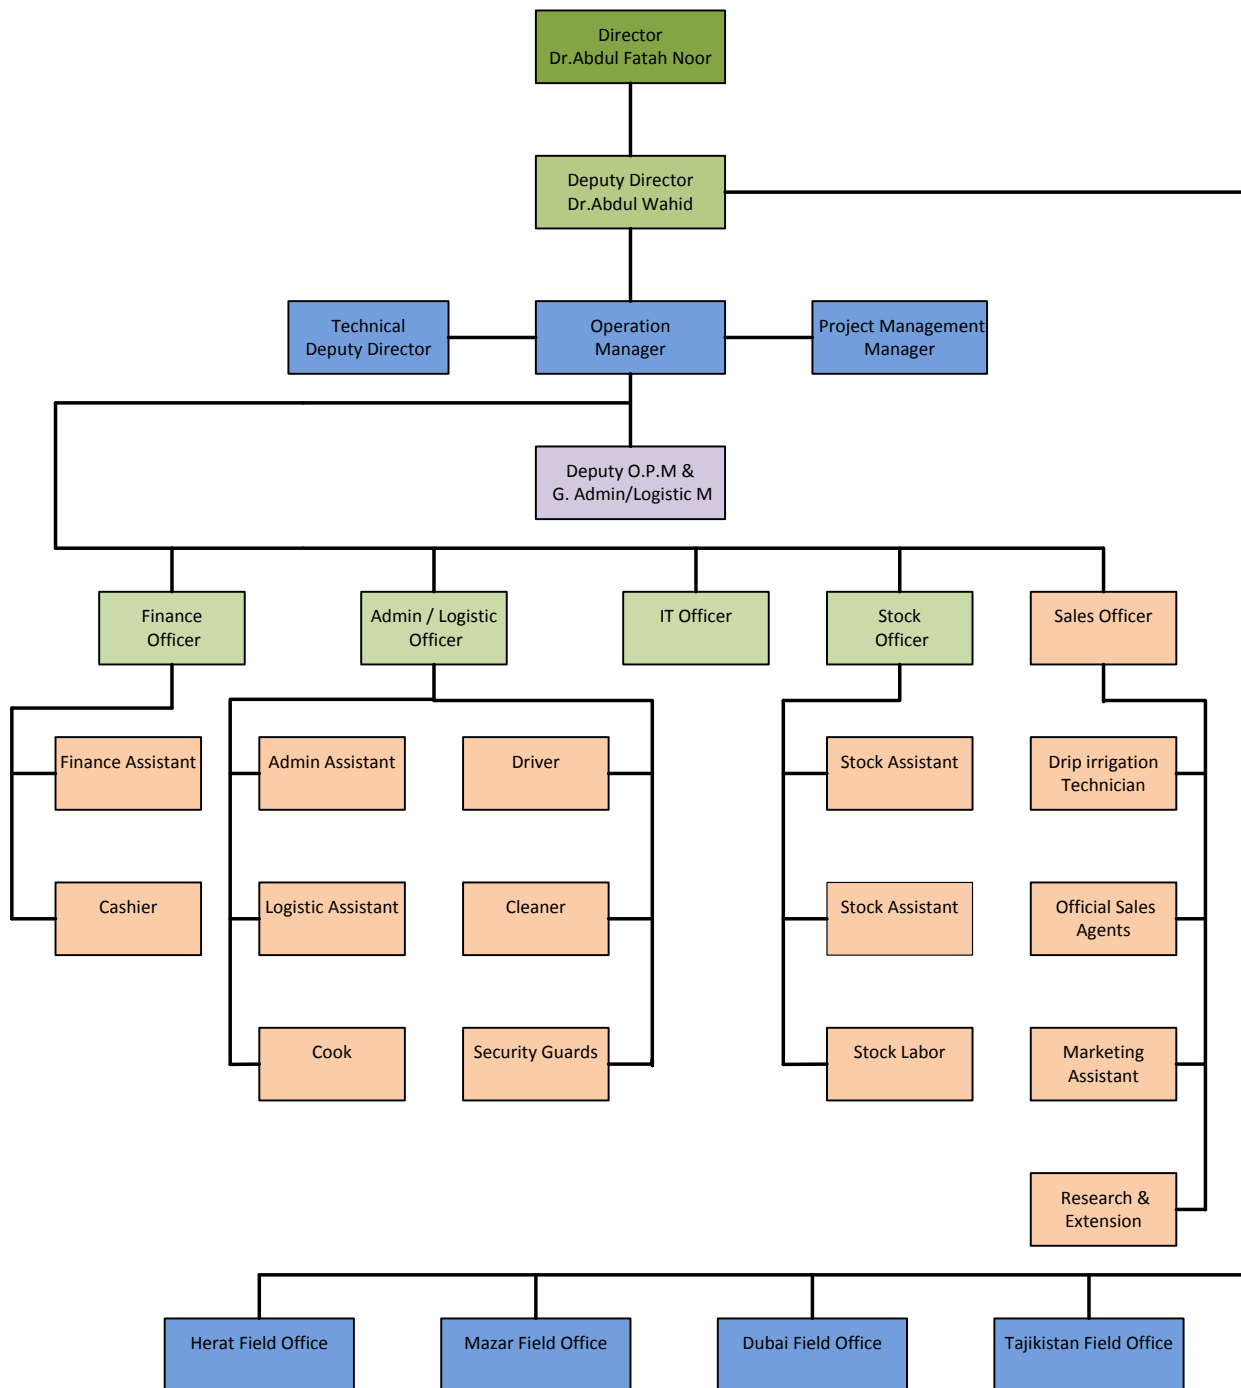 Director
Dr.Abdul Fatah Noor
Deputy Director
Dr.Abdul Wahid
Technical
Deputy Director
Operation
Manager
Project Management
Manager
Deputy O.P.M &
G. Admin/Logistic M
Finance
Officer
Admin / Logistic
Officer
IT Officer
Stock
Officer
Sales Officer
Finance Assistant
Admin Assistant
Driver
Stock Assistant
Drip irrigation
Technician
Cashier
Logistic Assistant
Cleaner
Stock Assistant
Official Sales
Agents
Cook
Security Guards
Stock Labor
Marketing
Assistant
Research &
Extension
Herat Field Office
Mazar Field Office
Dubai Field Office
Tajikistan Field Office